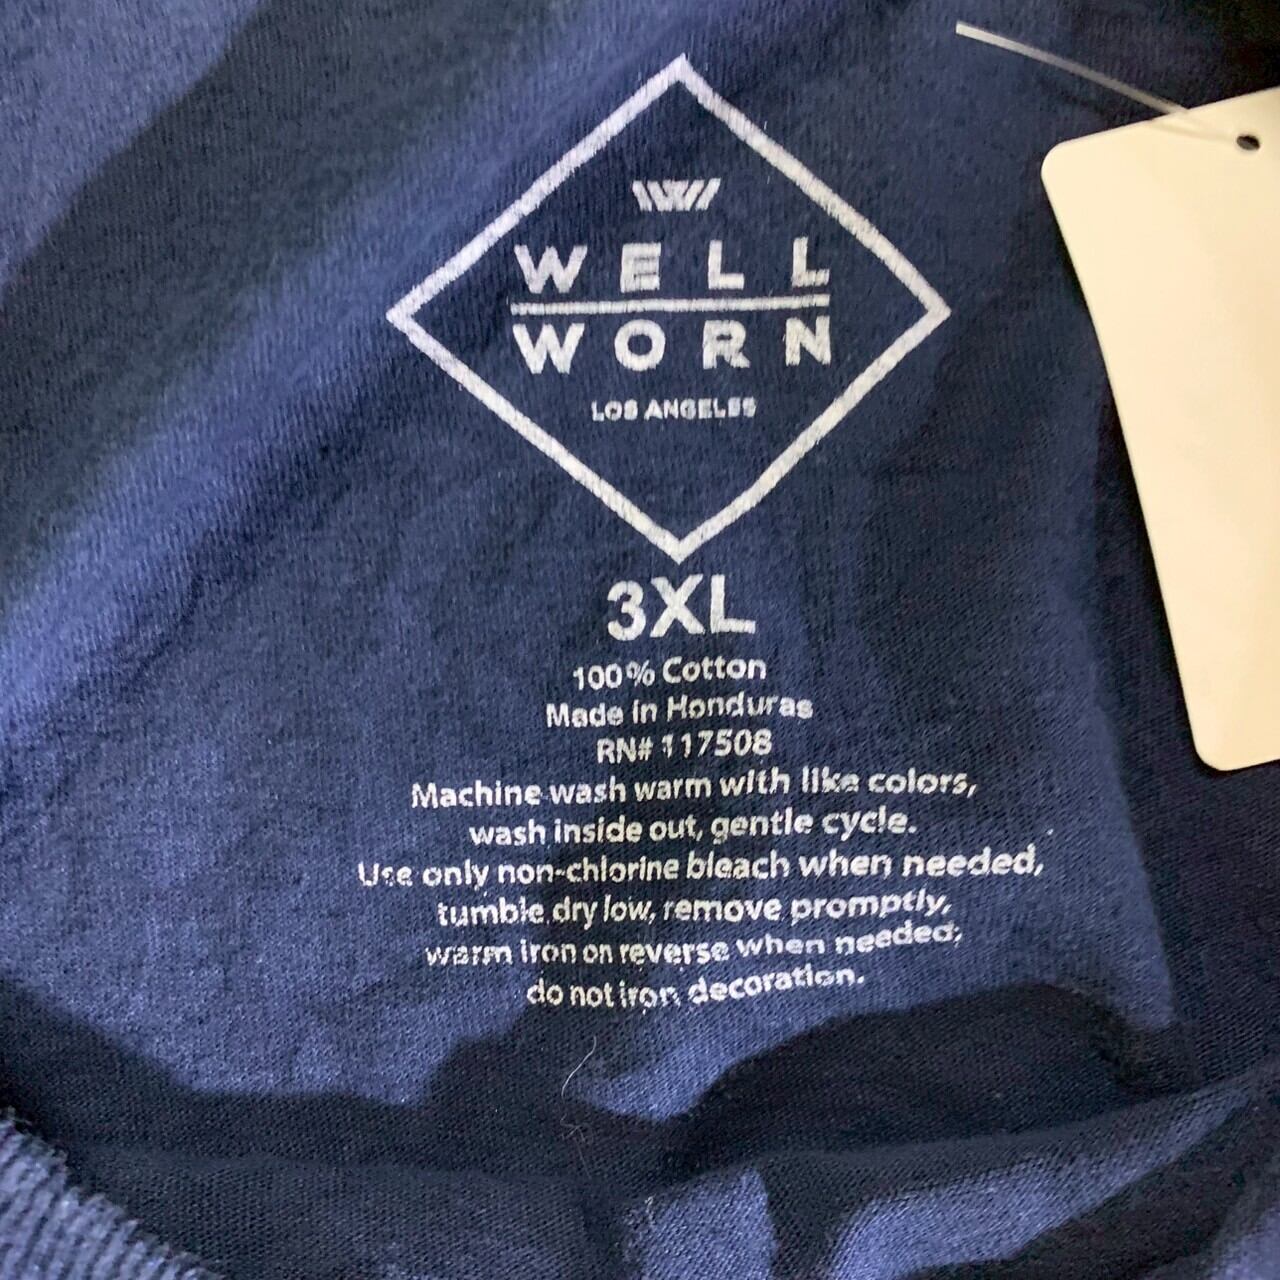 WELL
WORN
LOS ANGELES
3XL
100% Cotton
Made in Honduras
RN# 117508
Machine wash warm with like colors,
wash inside out, gentle cycle.
Use only non-chlorine bleach when needed,
tumble dry low, remove promptly,
warm iron on reverse when needed;
do not iron decoration.